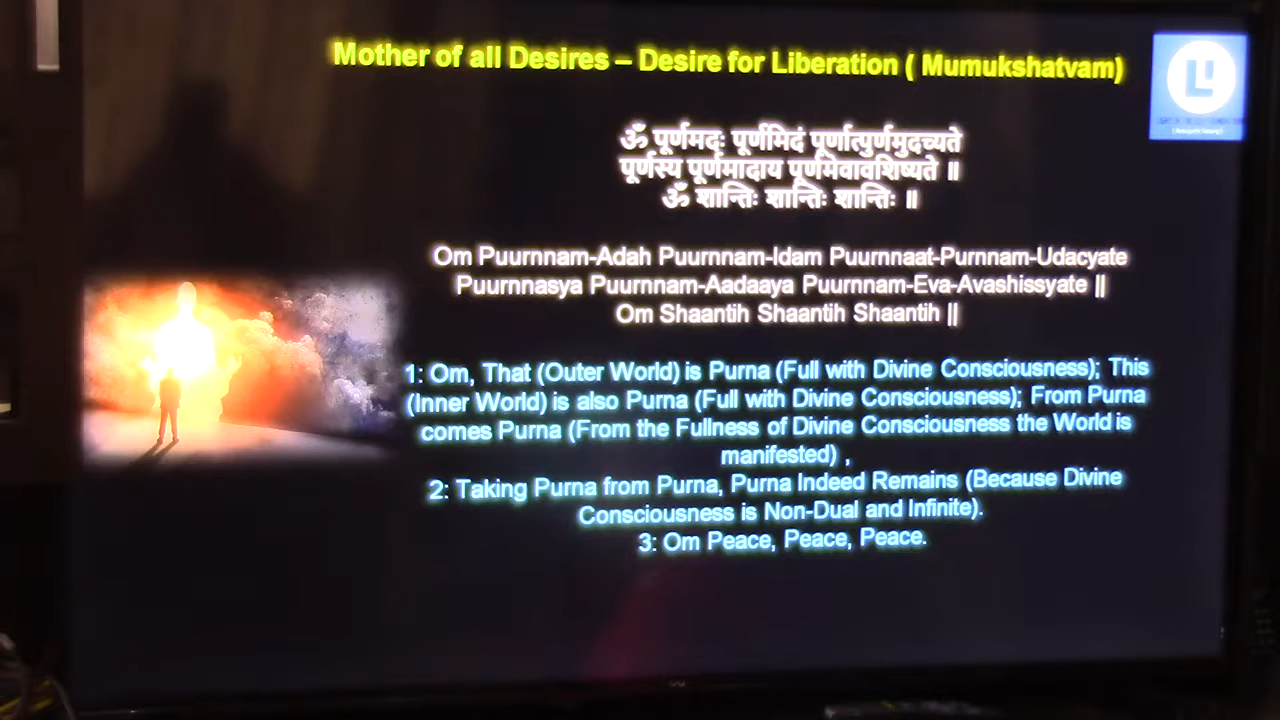 Mother of all Desires – Desire for Liberation ( Mumukshatvam)
ॐ पूर्णमदः पूर्णमिदं पूर्णात्पुर्णमुदच्यते
पूर्णस्य पूर्णमादाय पूर्णमेवावशिष्यते ॥
ॐ शान्तिः शान्तिः शान्तिः ॥
Om Puurnnam-Adah Puurnnam-Idam Puurnnaat-Purnnam-Udacyate
Puurnnasya Puurnnam-Aadaaya Puurnnam-Eva-Avashissyate ||
Om Shaantih Shaantih Shaantih ||
1: Om, That (Outer World) is Purna (Full with Divine Consciousness); This
(Inner World) is also Purna (Full with Divine Consciousness); From Purna
comes Purna (From the Fullness of Divine Consciousness the World is
manifested) ,
2: Taking Purna from Purna, Purna Indeed Remains (Because Divine
Consciousness is Non-Dual and Infinite).
3: Om Peace, Peace, Peace.